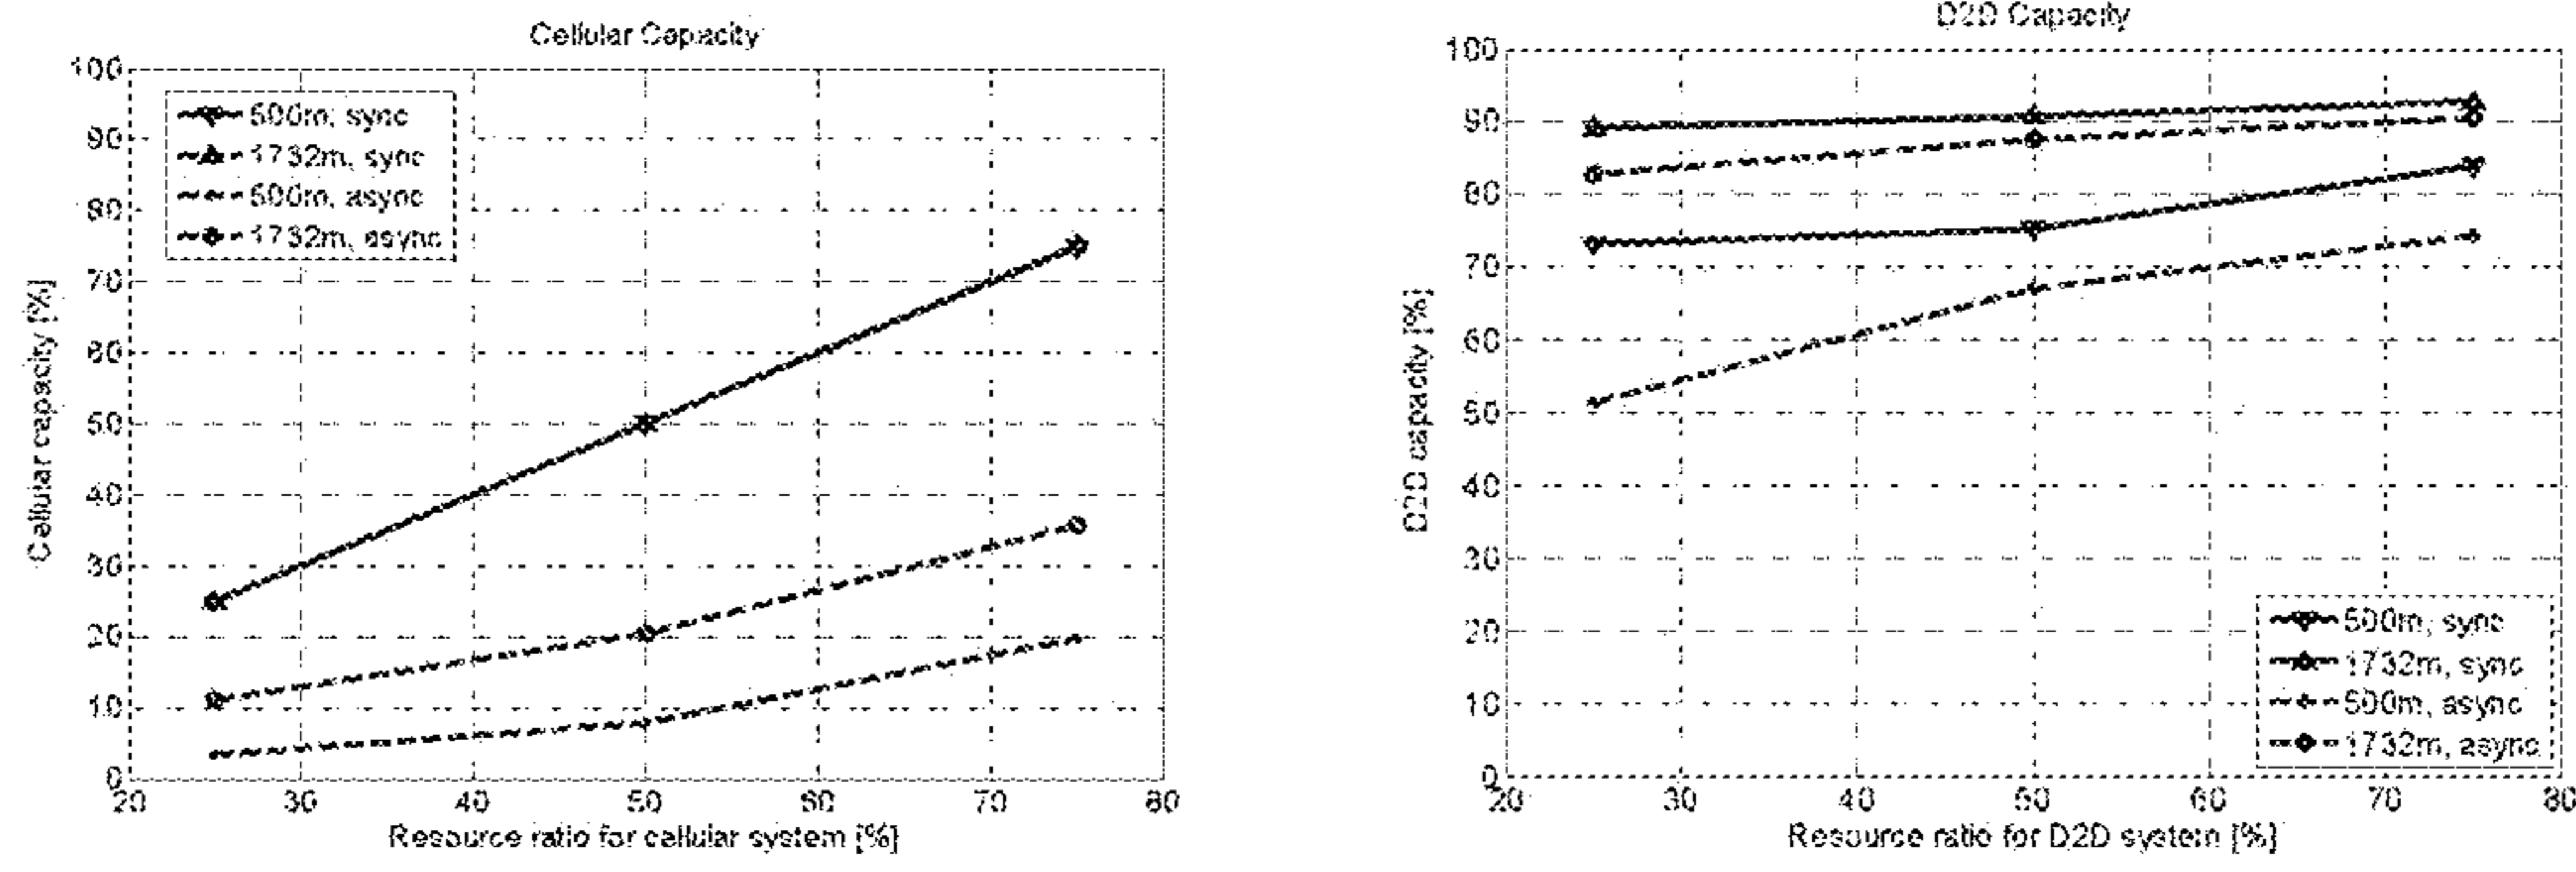 Cellular Capacity
100
90
80
70
60
50
40
30
20
10
0
20 30 40 50 60 70 80
Cellular capacity [%]
Resource ratio for cellular system [%]
500m, sync
1732m, sync
500m, async
1732m, async
D2D Capacity
100
90
80
70
60
50
40
30
20
10
0
20 30 40 50 60 70 80
D2D capacity [%]
Resource ratio for D2D system [%]
500m, sync
1732m, sync
500m, async
1732m, async